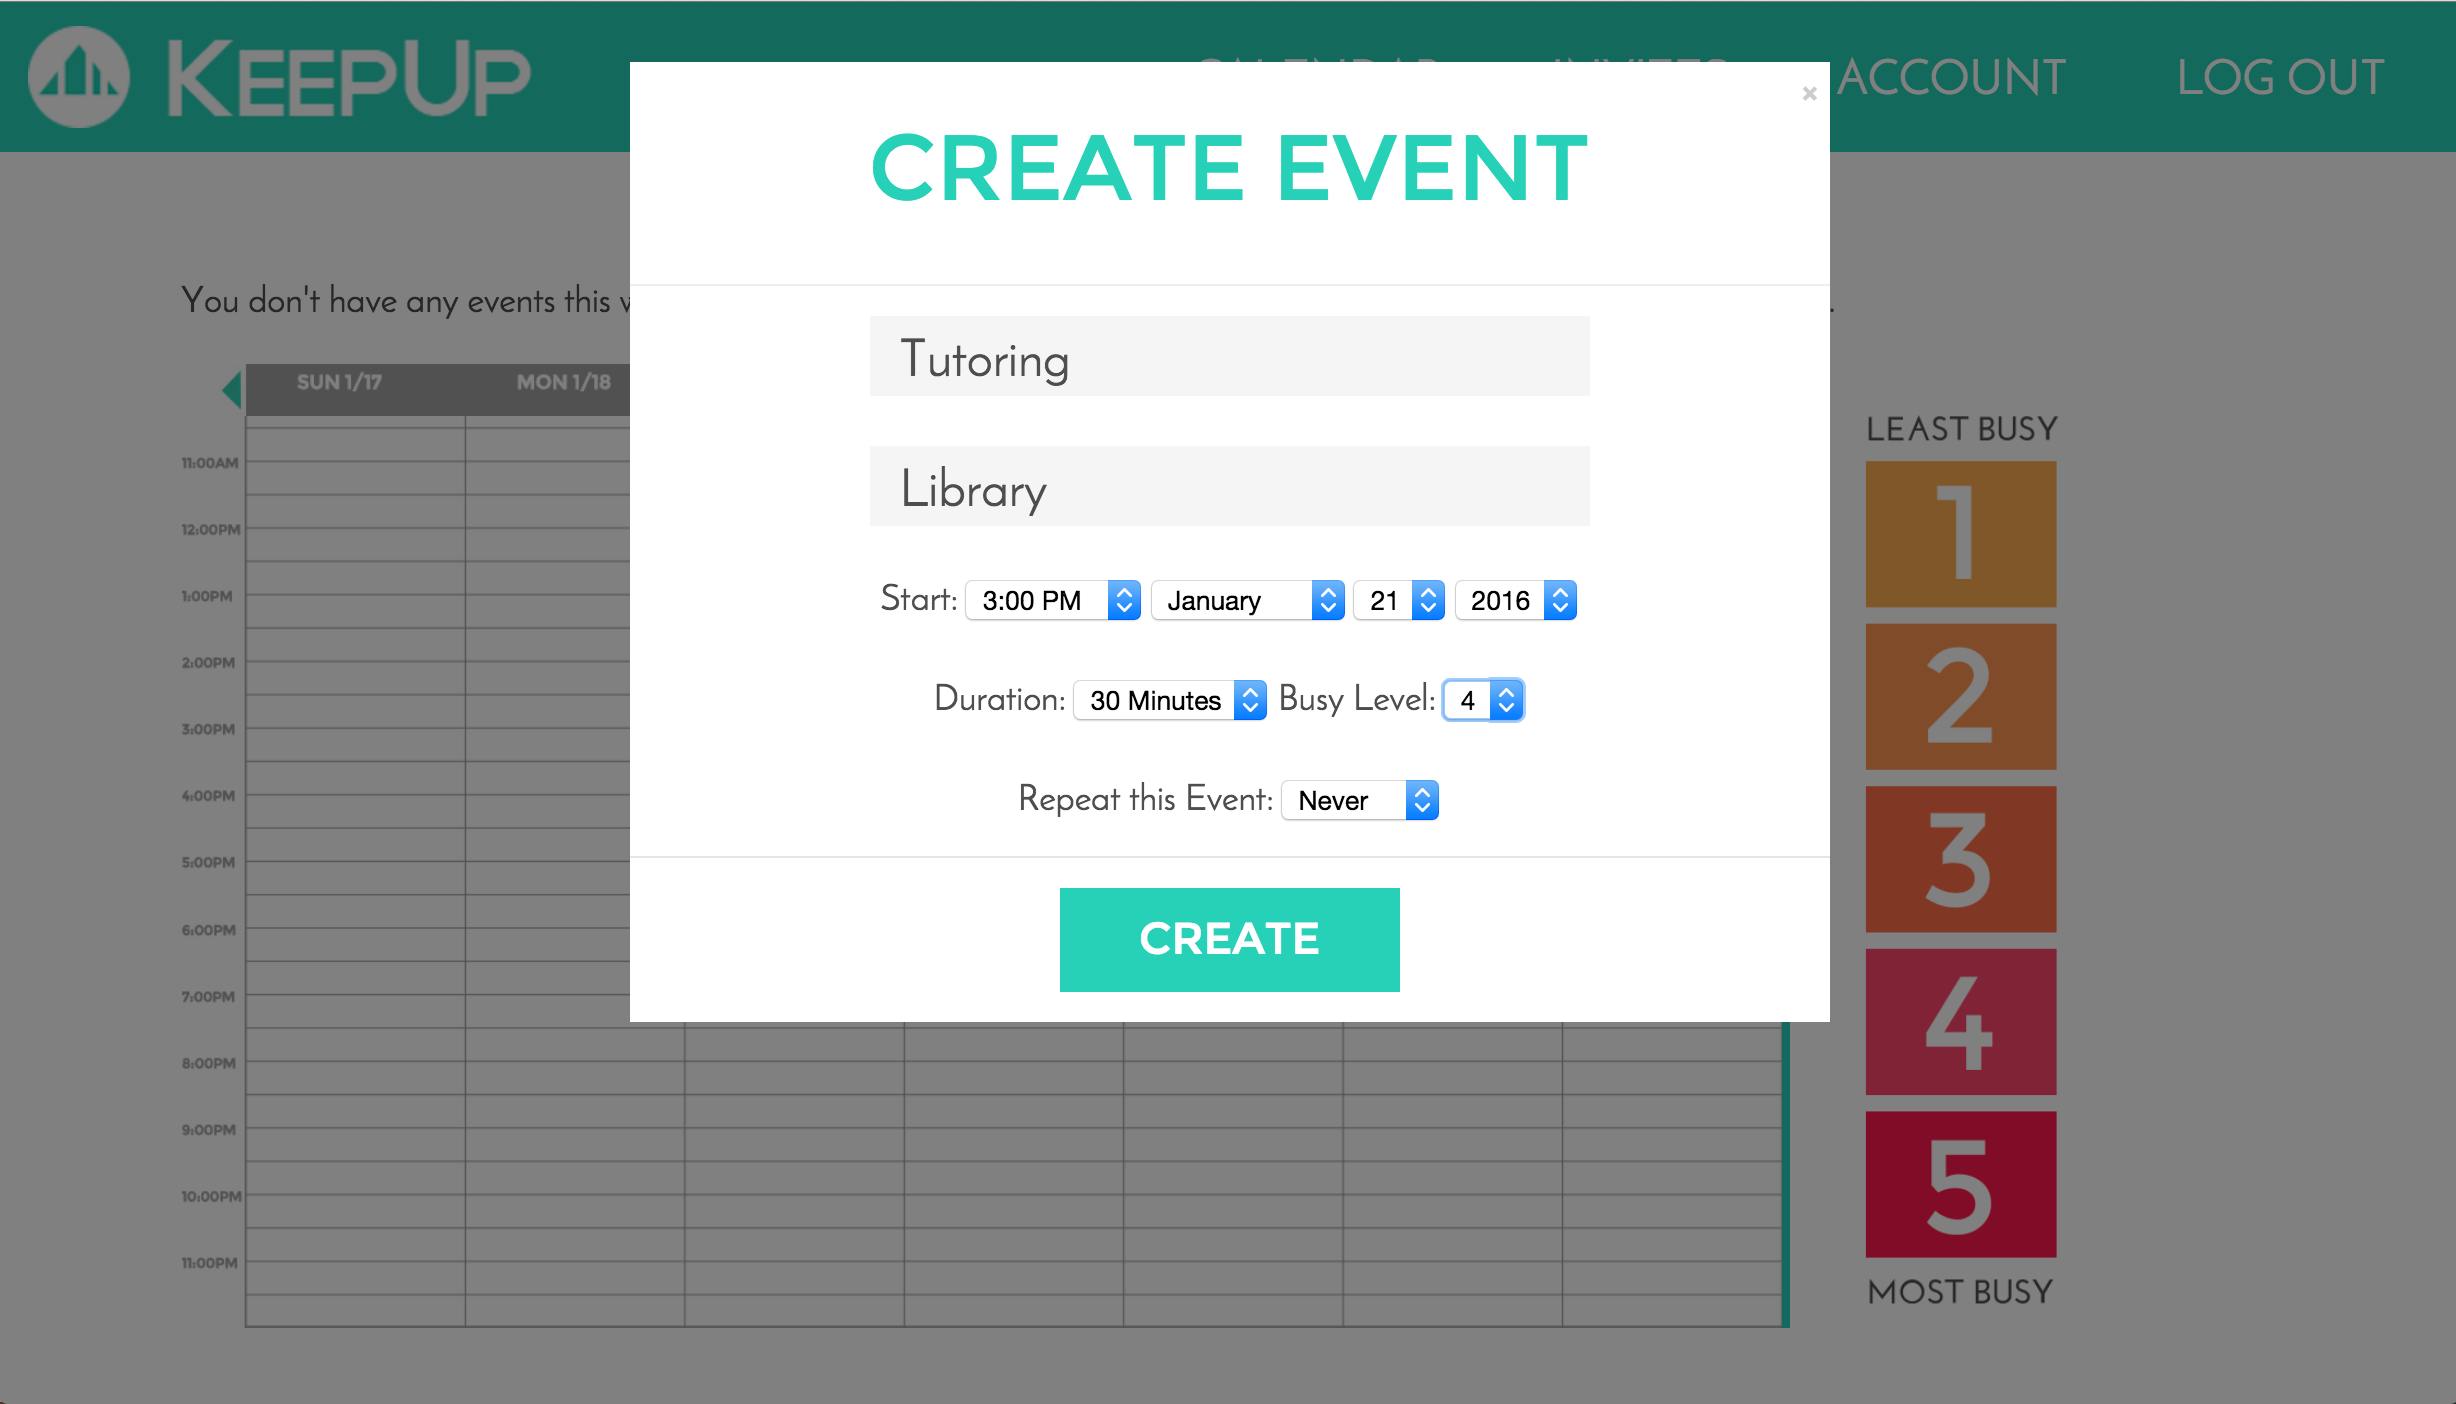 KEEPUP
ACCOUNT
LOG OUT
×
CREATE EVENT
You don't have any events this
SUN 1/17
MON 1/18
Tutoring
Library
Start: 3:00 PM January 21 2016
Duration: 30 Minutes Busy Level: 4
Repeat this Event: Never
CREATE
11:00AM
12:00PM
1:00PM
2:00PM
3:00PM
4:00PM
5:00PM
6:00PM
7:00PM
8:00PM
9:00PM
10:00PM
11:00PM
LEAST BUSY
1
2
3
4
5
MOST BUSY